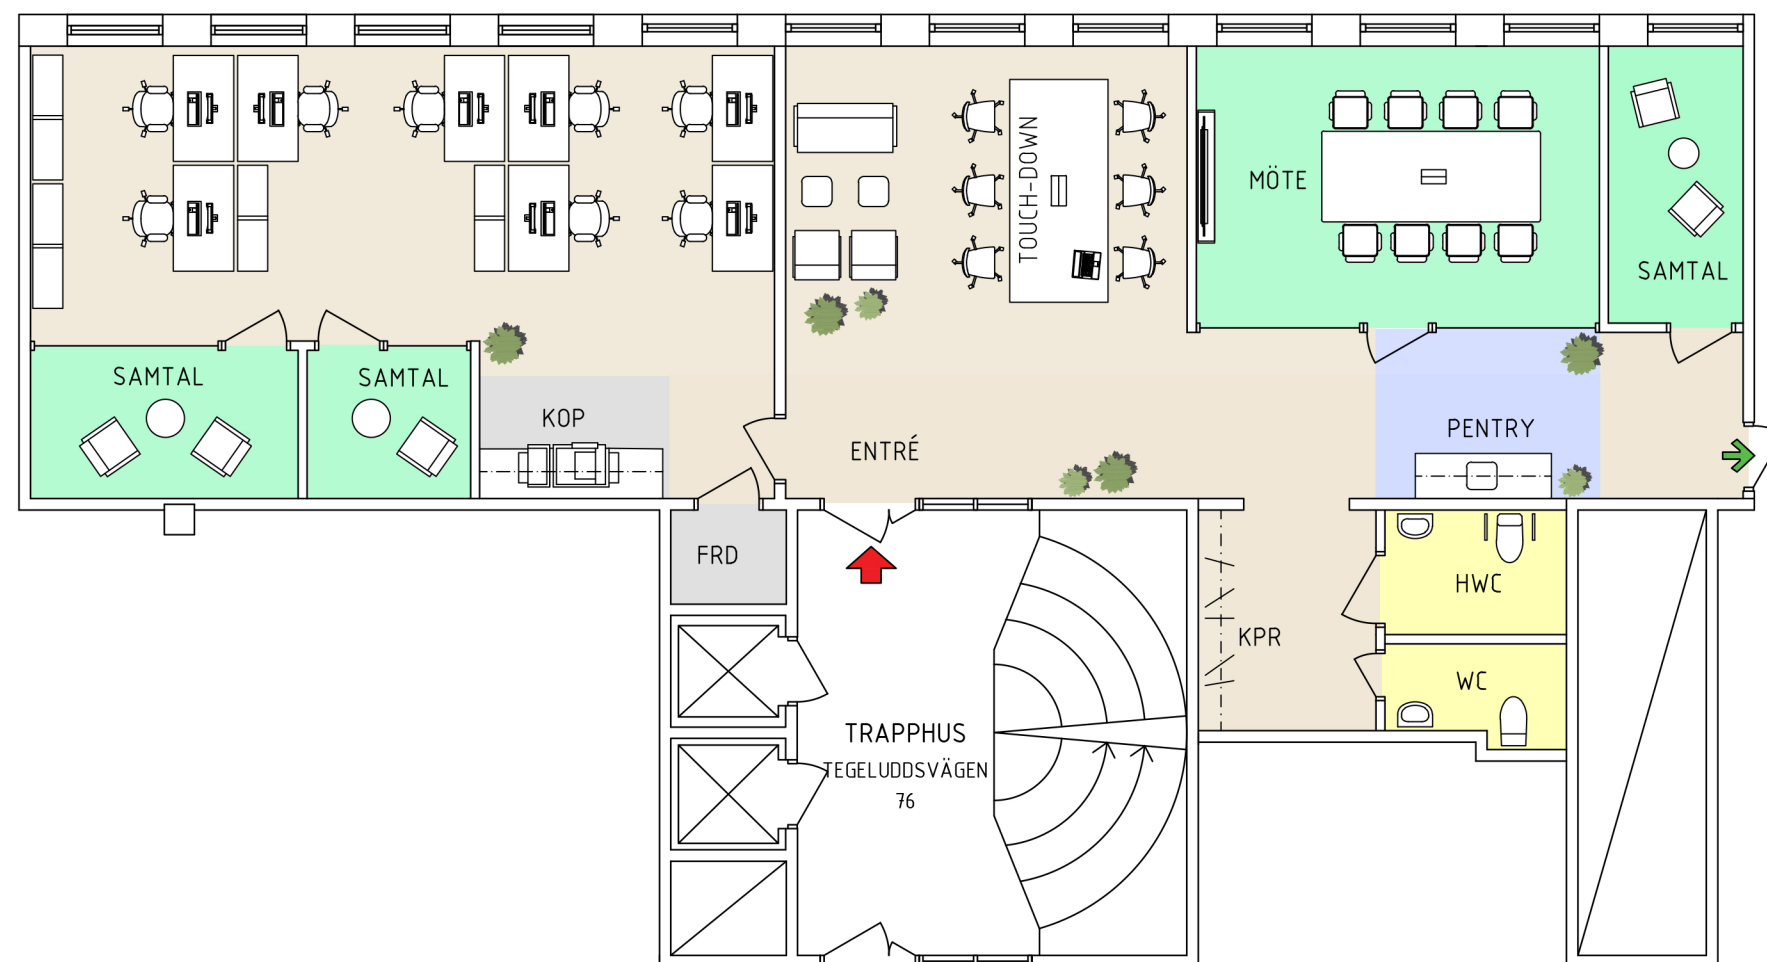 TOUCH-DOWN
MÖTE
SAMTAL
SAMTAL
SAMTAL
KOP
ENTRÉ
PENTRY
FRD
HWC
KPR
WC
TRAPPHUS
TEGELUDDSVÄGEN
76